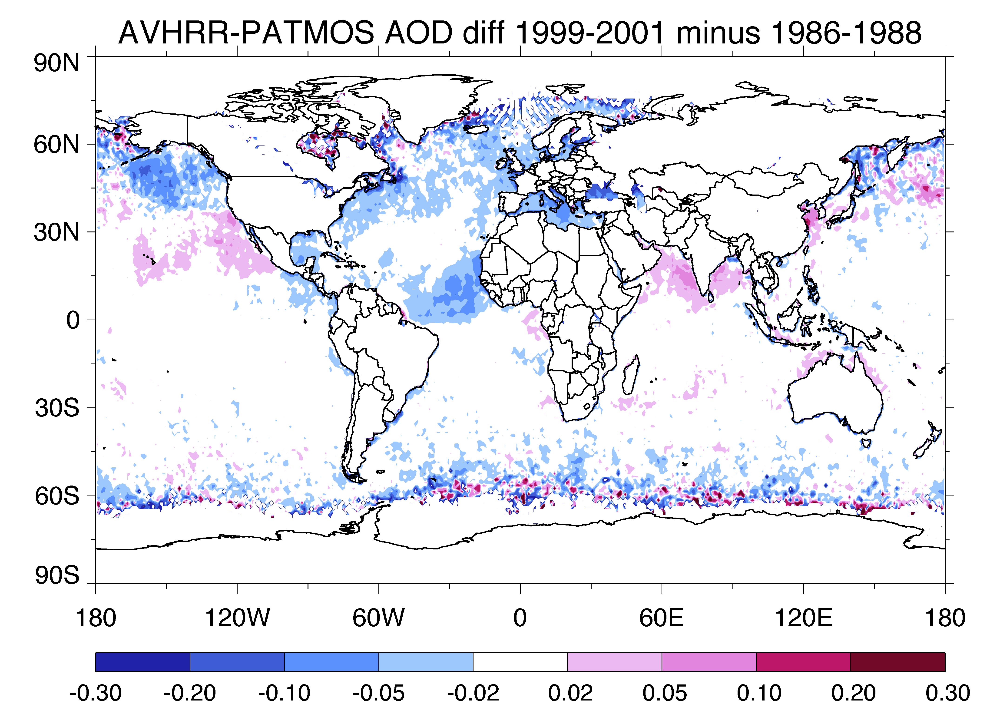 AVHRR-PATMOS AOD diff 1999-2001 minus 1986-1988
90N
60N
30N
0
30S
60S
90S
180 120W 60W 0 60E 120E 180
-0.30 -0.20 -0.10 -0.05 -0.02 0.02 0.05 0.10 0.20 0.30